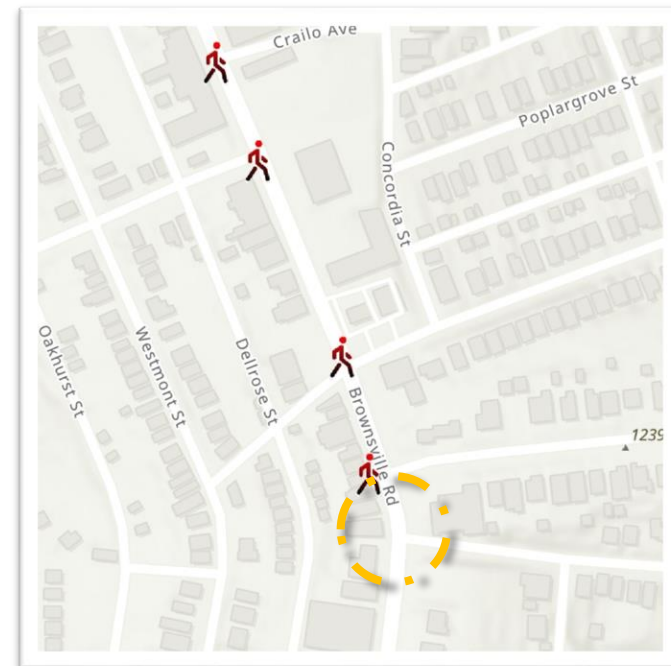 Crailo Ave
Poplargrove St
Concordia St
Oakhurst St
Westmont St
Dellrose St
Brownsville Rd
1239